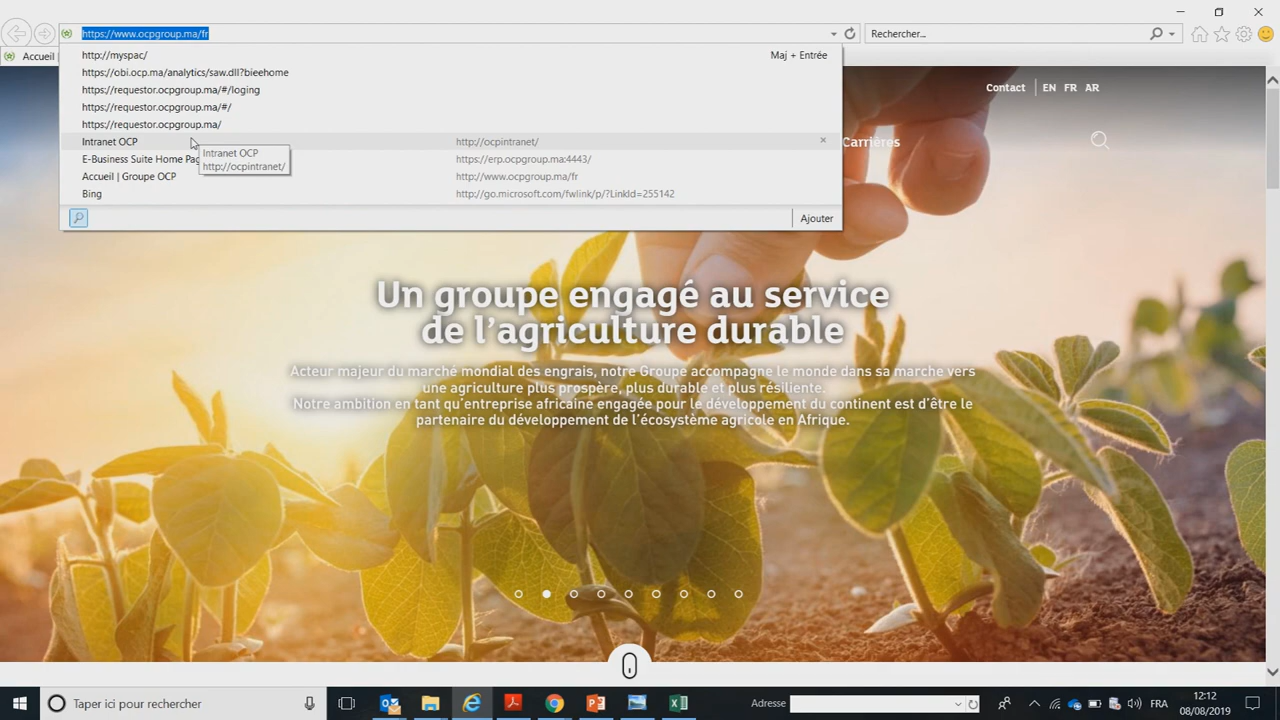 https://www.ocpgroup.ma/fr
Rechercher...
Accueil
http://myspac/
Maj + Entrée
https://obi.ocp.ma/analytics/saw.dll?bieehome
https://requestor.ocpgroup.ma/#/loging
https://requestor.ocpgroup.ma/#/
https://requestor.ocpgroup.ma/
Intranet OCP http://ocpintranet/
Intranet OCP
http://ocpintranet/
E-Business Suite Home Pag https://erp.ocpgroup.ma:4443/
Accueil | Groupe OCP http://www.ocpgroup.ma/fr
Bing http://go.microsoft.com/fwlink/p/?LinkId=255142
Ajouter
Contact EN FR AR
Carrières
Un groupe engagé au service
de l'agriculture durable
Acteur majeur du marché mondial des engrais, notre Groupe accompagne le monde dans sa marche vers
une agriculture plus prospère, plus durable et plus résiliente.
Notre ambition en tant qu'entreprise africaine engagée pour le développement du continent est d'être le
partenaire du développement de l'écosystème agricole en Afrique.
Taper ici pour rechercher
Adresse
FRA
12:12
08/08/2019